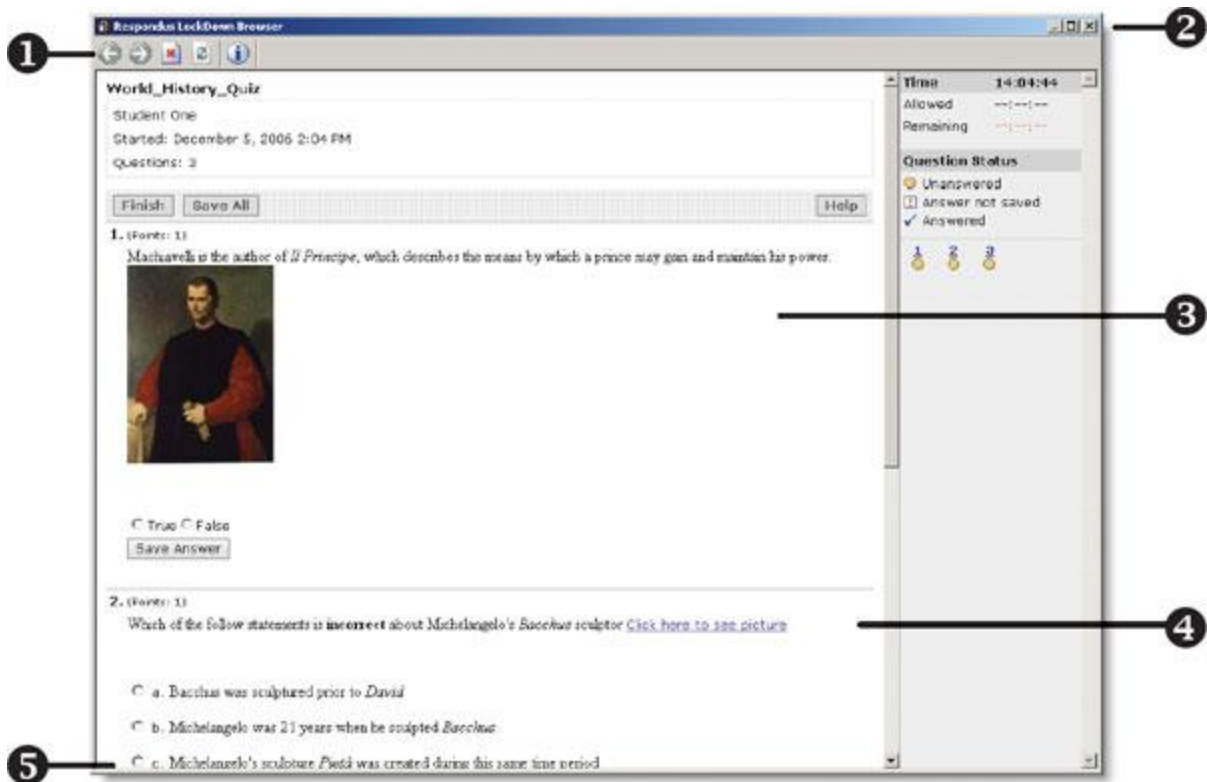 Respondus LockDown Browser
1
2
World_History_Quiz
Time 14:04:44
Student One
Allowed --:--:--
Started: December 5, 2006 2:04 PM
Remaining --:--:--
Questions: 3
Question Status
Unanswered
Finish Save All Help
Answer not saved
Answered
1. (Points: 1)
Machiavelli is the author of Il Principe, which describes the means by which a prince may gain and maintain his power.
1 2 3
3
True False
Save Answer
2. (Points: 1)
Which of the follow statements is incorrect about Michelangelo's Bacchus sculptor Click here to see picture
4
a. Bacchus was sculptured prior to David
b. Michelangelo was 21 years when he sculpted Bacchus
5
c. Michelangelo's sculpture Pietá was created during this same time period